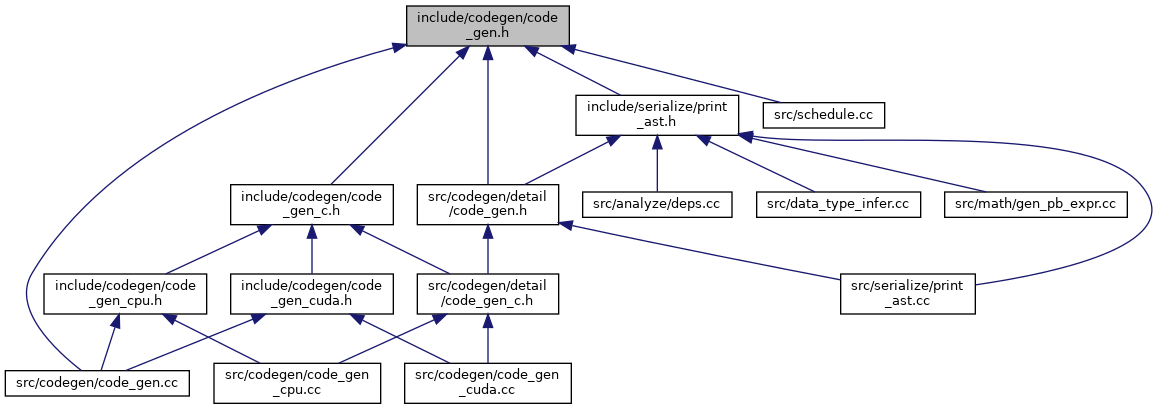 include/codegen/code
_gen.h
include/serialize/print
_ast.h
src/schedule.cc
include/codegen/code
_gen_c.h
src/codegen/detail
/code_gen.h
src/analyze/deps.cc
src/data_type_infer.cc
src/math/gen_pb_expr.cc
include/codegen/code
_gen_cpu.h
include/codegen/code
_gen_cuda.h
src/codegen/detail
/code_gen_c.h
src/serialize/print
_ast.cc
src/codegen/code_gen.cc
src/codegen/code_gen
_cpu.cc
src/codegen/code_gen
_cuda.cc